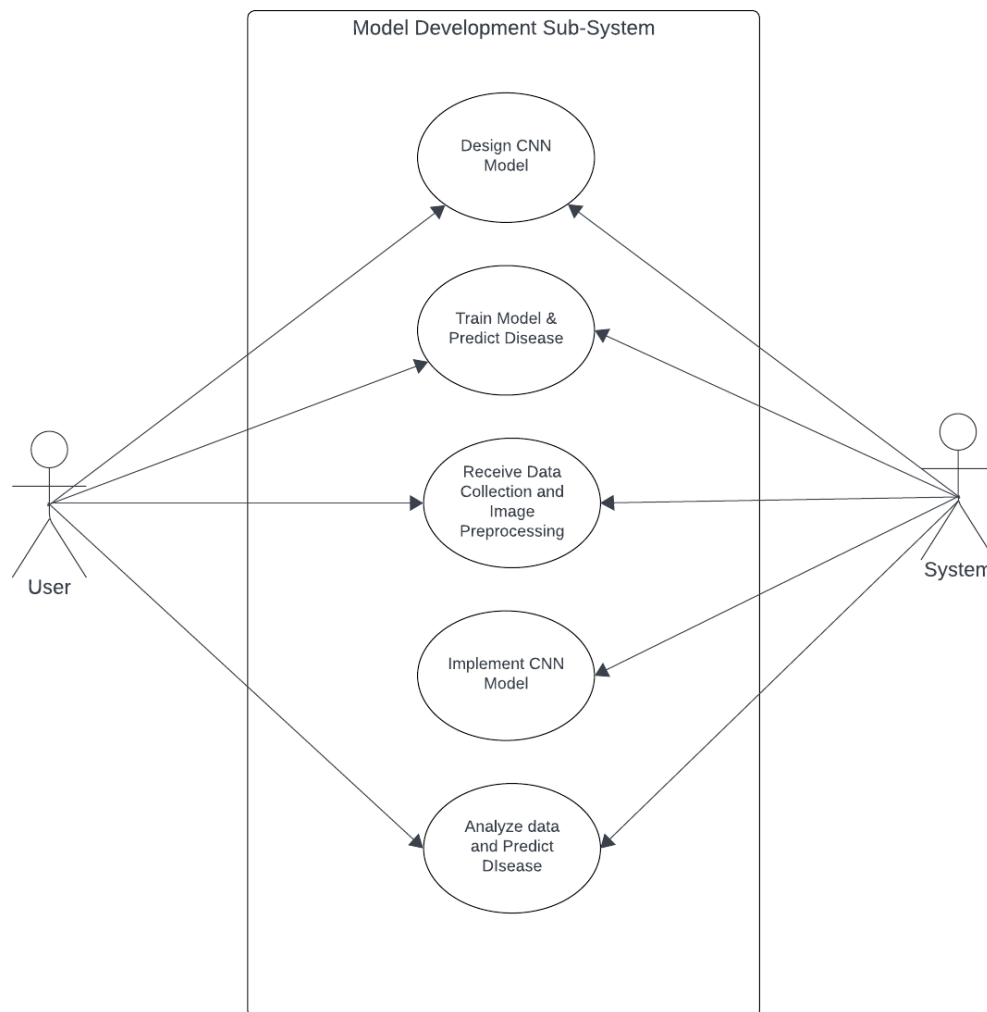 Model Development Sub-System
Design CNN
Model
Train Model &
Predict Disease
Receive Data
Collection and
Image
Preprocessing
User
System
Implement CNN
Model
Analyze data
and Predict
DIsease